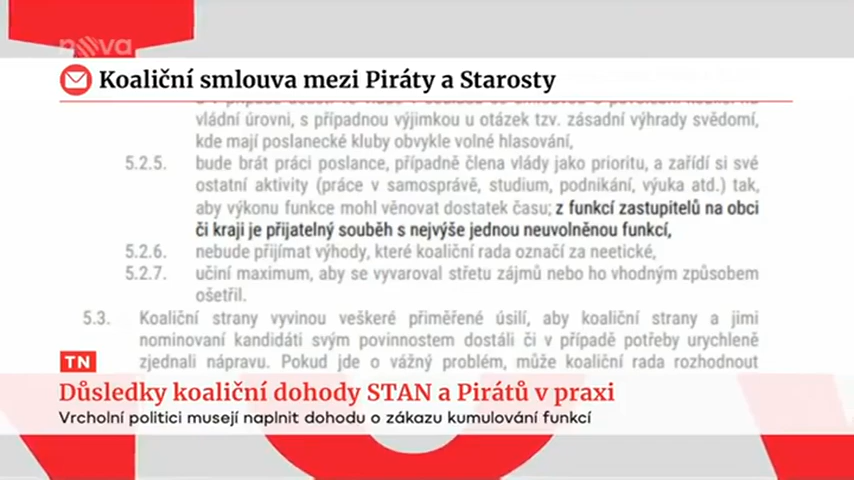 nova
Koaliční smlouva mezi Piráty a Starosty
vládní úrovni, s případnou výjimkou u otázek tzv. zásadní výhrady svědomí,
kde mají poslanecké kluby obvykle volné hlasování,
5.2.5. bude brát práci poslance, případně člena vlády jako prioritu, a zařídí si své
ostatní aktivity (práce v samosprávě, studium, podnikání, výuka atd.) tak,
aby výkonu funkce mohl věnovat dostatek času; z funkcí zastupitelů na obci
či kraji je přijatelný souběh s nejvýše jednou neuvolněnou funkcí,
5.2.6. nebude přijímat výhody, které koaliční rada označí za neetické,
5.2.7. učiní maximum, aby se vyvaroval střetu zájmů nebo ho vhodným způsobem
ošetřil.
5.3. Koaliční strany vyvinou veškeré přiměřené úsilí, aby koaliční strany a jimi
nominovaní kandidáti svým povinnostem dostáli či v případě potřeby urychleně
zjednali nápravu. Pokud jde o vážný problém, může koaliční rada rozhodnout
TN
Důsledky koaliční dohody STAN a Pirátů v praxi
Vrcholní politici musejí naplnit dohodu o zákazu kumulování funkcí